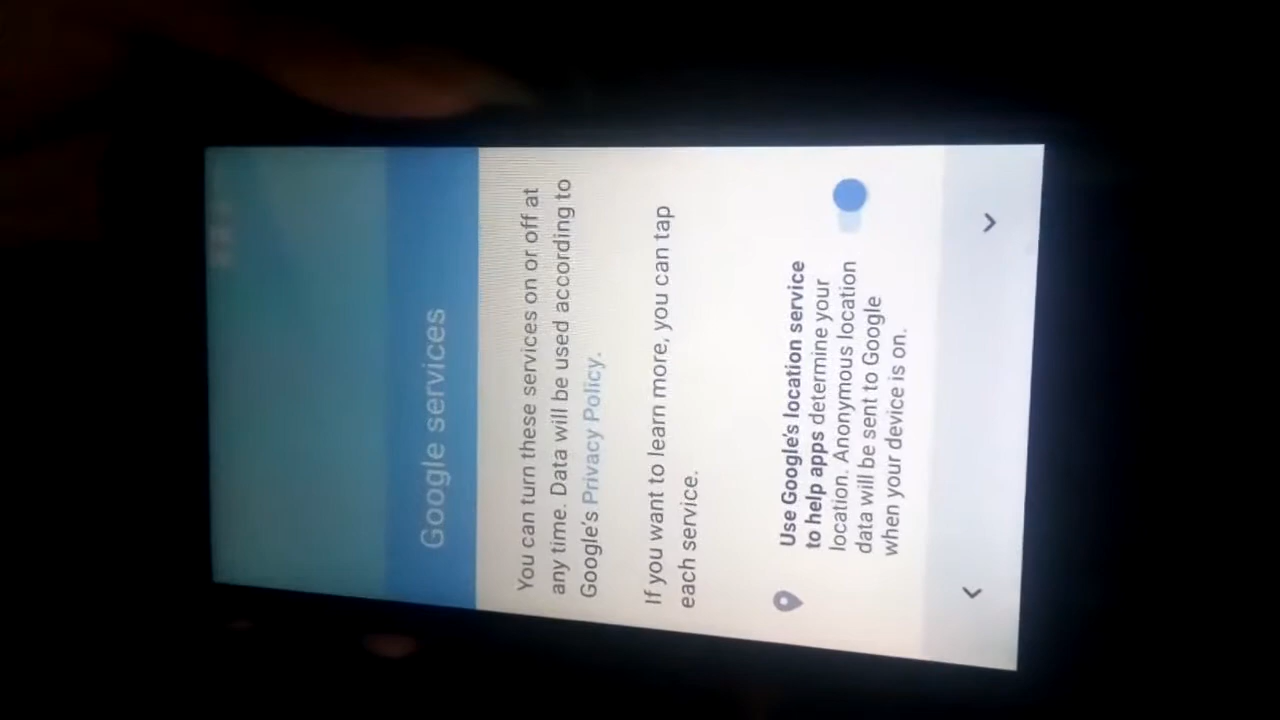 Google services
You can turn these services on or off at
any time. Data will be used according to
Google's Privacy Policy.
If you want to learn more, you can tap
each service.
Use Google's location service
to help apps determine your
location. Anonymous location
data will be sent to Google
when your device is on.